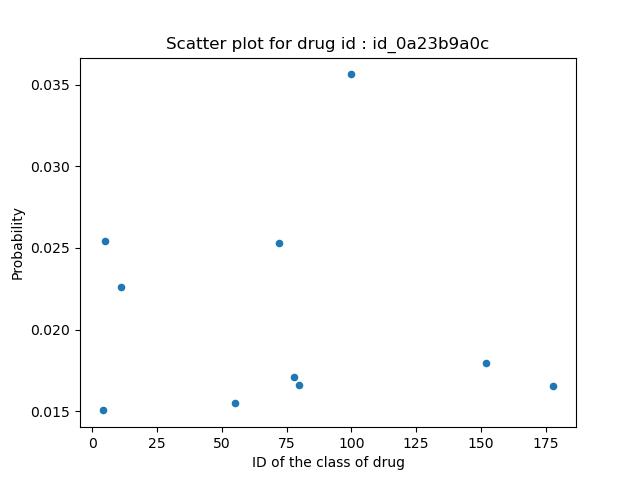 Scatter plot for drug id : id_0a23b9a0c
0.035
0.030
0.025
0.020
0.015
Probability
0 25 50 75 100 125 150 175
ID of the class of drug